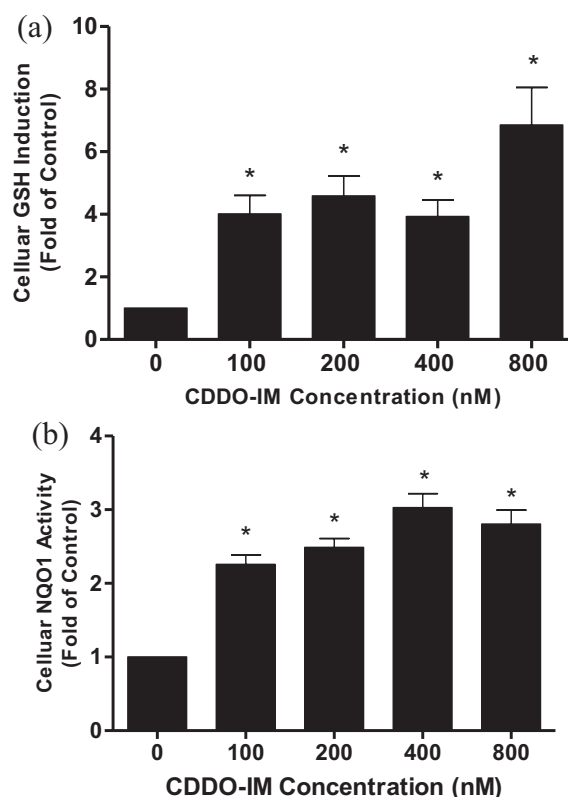 (a)
10
8
6
4
2
0
Celluar GSH Induction
(Fold of Control)
* * * * *
0 100 200 400 800
CDDO-IM Concentration (nM)
(b)
4
3
2
1
0
Celluar NQO1 Activity
(Fold of Control)
* * * *
0 100 200 400 800
CDDO-IM Concentration (nM)